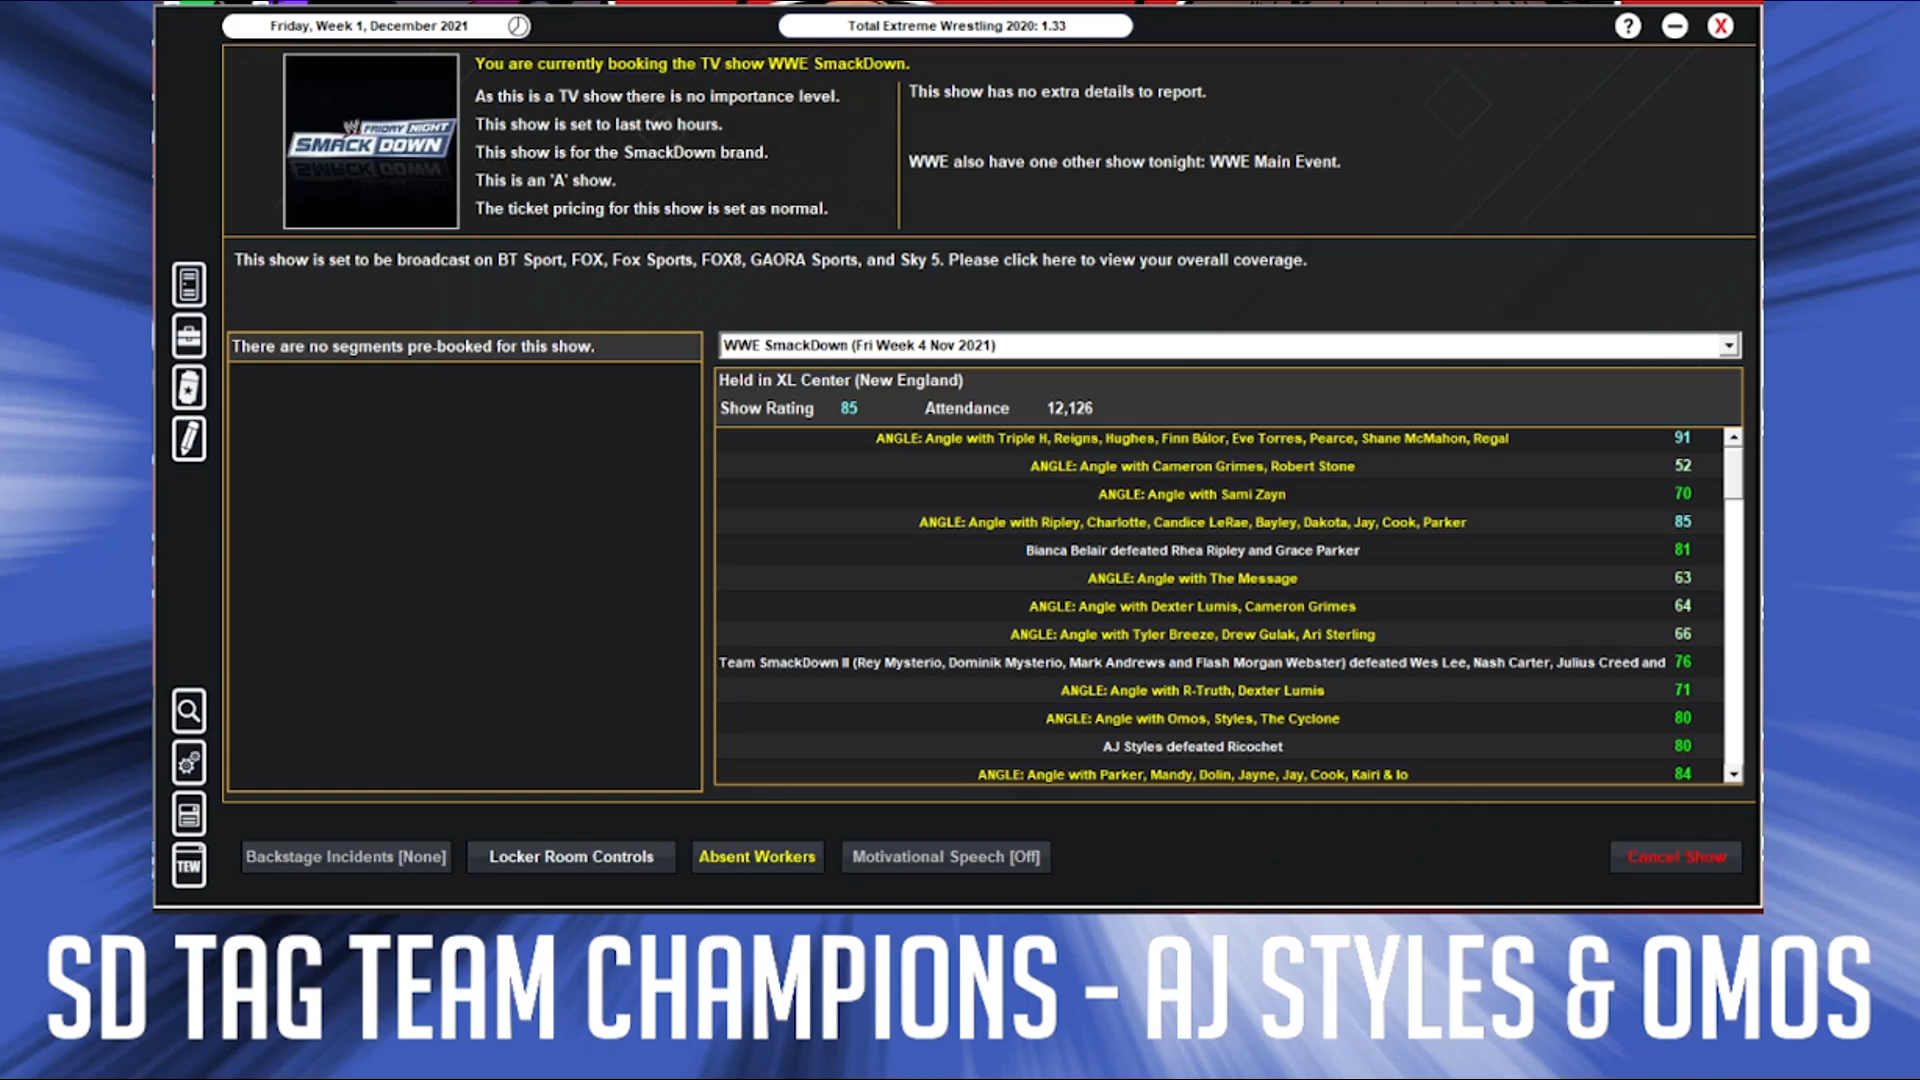 Friday, Week 1, December 2021
Total Extreme Wrestling 2020: 1.33
?
X
W FRIDAY NIGHT
SMACK DOWN
You are currently booking the TV show WWE SmackDown.
As this is a TV show there is no importance level.
This show is set to last two hours.
This show is for the SmackDown brand.
This is an 'A' show.
The ticket pricing for this show is set as normal.
This show has no extra details to report.
WWE also have one other show tonight: WWE Main Event.
This show is set to be broadcast on BT Sport, FOX, Fox Sports, FOX8, GAORA Sports, and Sky 5. Please click here to view your overall coverage.
There are no segments pre-booked for this show.
WWE SmackDown (Fri Week 4 Nov 2021)
Held in XL Center (New England)
Show Rating 85 Attendance 12,126
ANGLE: Angle with Triple H, Reigns, Hughes, Finn Bálor, Eve Torres, Pearce, Shane McMahon, Regal 91
ANGLE: Angle with Cameron Grimes, Robert Stone 52
ANGLE: Angle with Sami Zayn 70
ANGLE: Angle with Ripley, Charlotte, Candice LeRae, Bayley, Dakota, Jay, Cook, Parker 85
Bianca Belair defeated Rhea Ripley and Grace Parker 81
ANGLE: Angle with The Message 63
ANGLE: Angle with Dexter Lumis, Cameron Grimes 64
ANGLE: Angle with Tyler Breeze, Drew Gulak, Ari Sterling 66
Team SmackDown II (Rey Mysterio, Dominik Mysterio, Mark Andrews and Flash Morgan Webster) defeated Wes Lee, Nash Carter, Julius Creed and 76
ANGLE: Angle with R-Truth, Dexter Lumis 71
ANGLE: Angle with Omos, Styles, The Cyclone 80
AJ Styles defeated Ricochet 80
ANGLE: Angle with Parker, Mandy, Dolin, Jayne, Jay, Cook, Kairi & Io 84
TEW
Backstage Incidents [None]
Locker Room Controls
Absent Workers
Motivational Speech [Off]
Cancel Show
SD TAG TEAM CHAMPIONS - AJ STYLES & OMOS